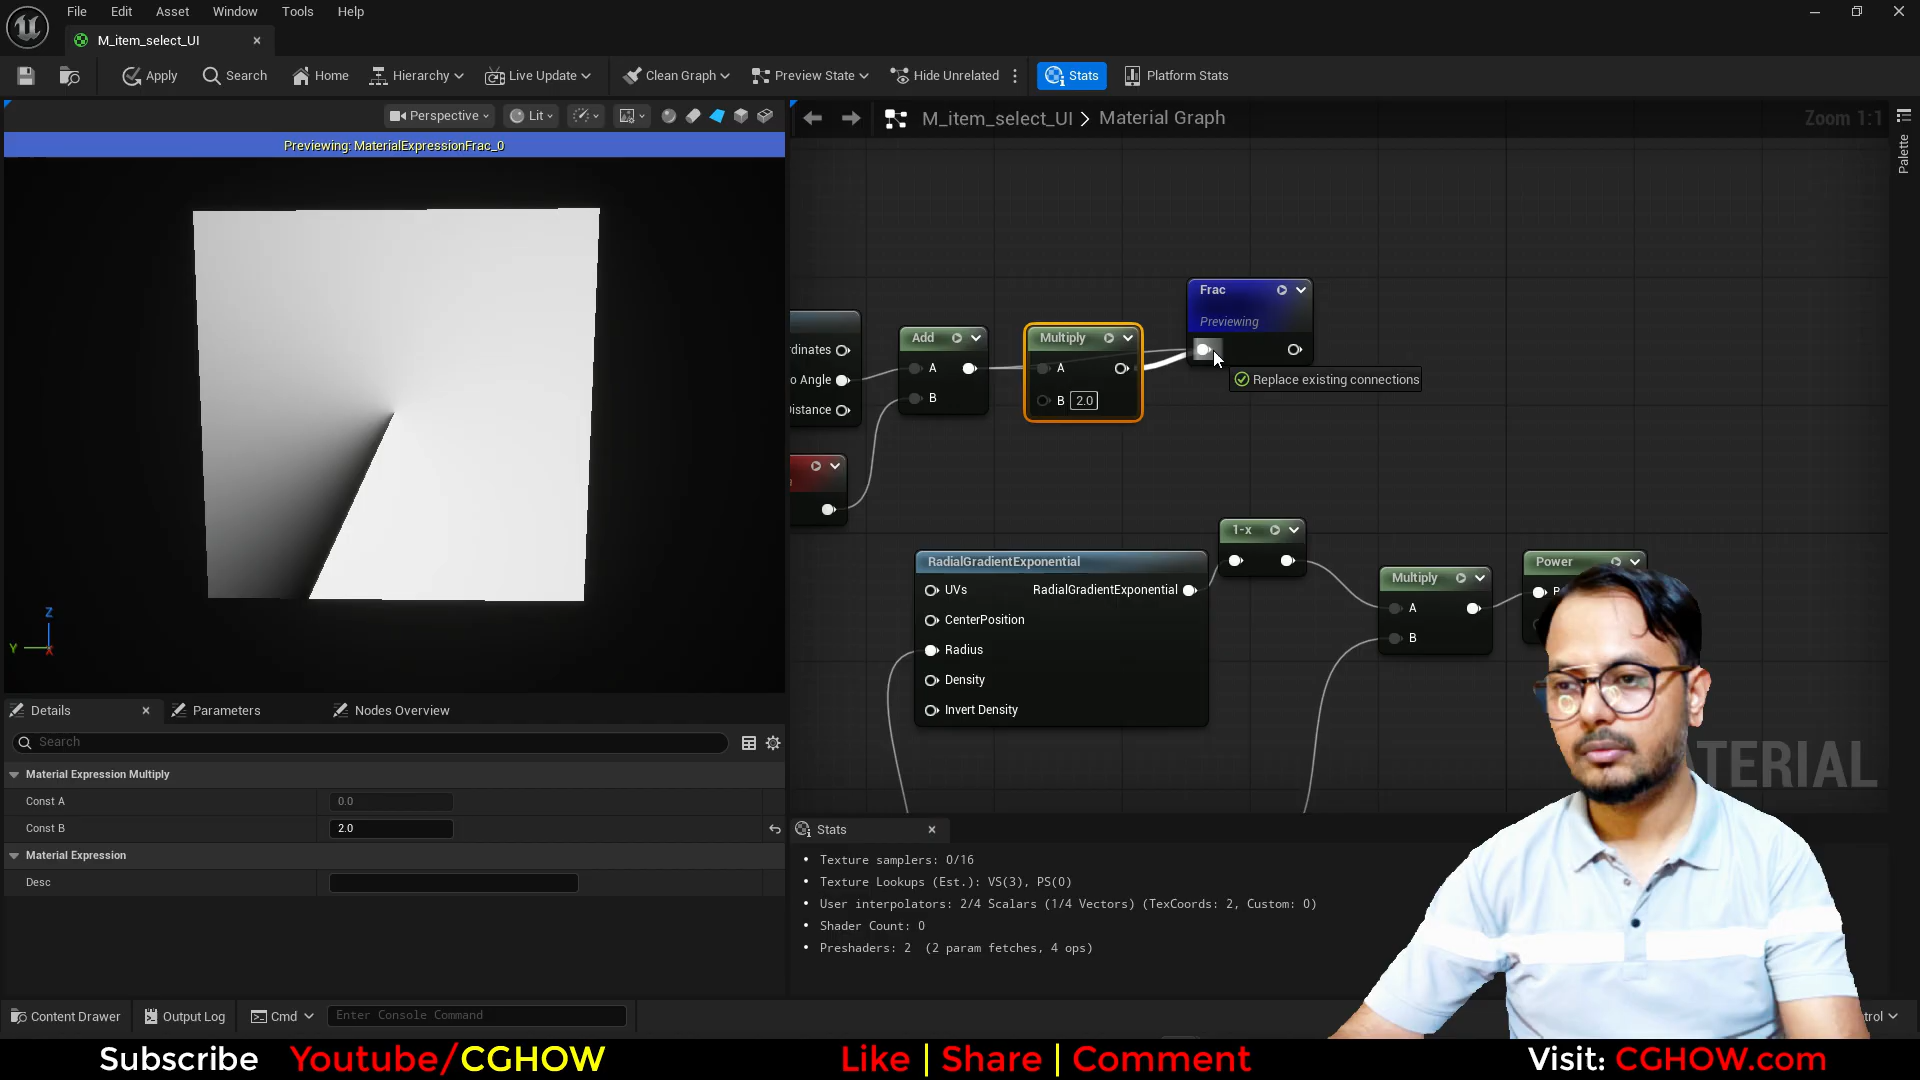 File Edit Asset Window Tools Help
M_item_select_UI
Apply Search Home Hierarchy Live Update Clean Graph Preview State Hide Unrelated Stats Platform Stats
Perspective Lit
M_item_select_UI > Material Graph
Zoom 1:1
Palette
Previewing: MaterialExpressionFrac_0
Frac
Previewing
rdinates
o Angle
Distance
Add
A
B
Multiply
A
B 2.0
Replace existing connections
1-x
RadialGradientExponential
UVs RadialGradientExponential
CenterPosition
Radius
Density
Invert Density
Multiply
A
B
Power
Z
Y X
TERIAL
Details Parameters Nodes Overview
Search
Material Expression Multiply
Const A 0.0
Const B 2.0
Material Expression
Desc
Stats
Texture samplers: 0/16
Texture Lookups (Est.): VS(3), PS(0)
User interpolators: 2/4 Scalars (1/4 Vectors) (TexCoords: 2, Custom: 0)
Shader Count: 0
Preshaders: 2 (2 param fetches, 4 ops)
Content Drawer Output Log Cmd Enter Console Command
trol
Subscribe Youtube/CGHOW Like | Share | Comment Visit: CGHOW.com